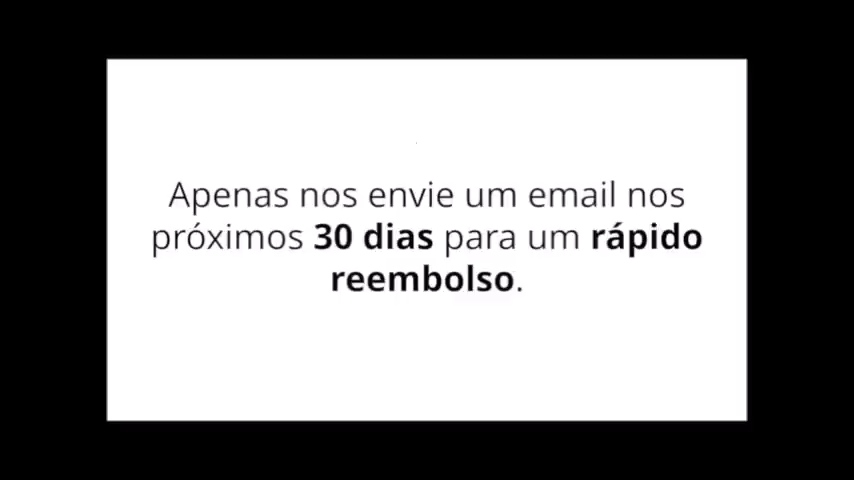 Apenas nos envie um email nos
próximos 30 dias para um rápido
reembolso.